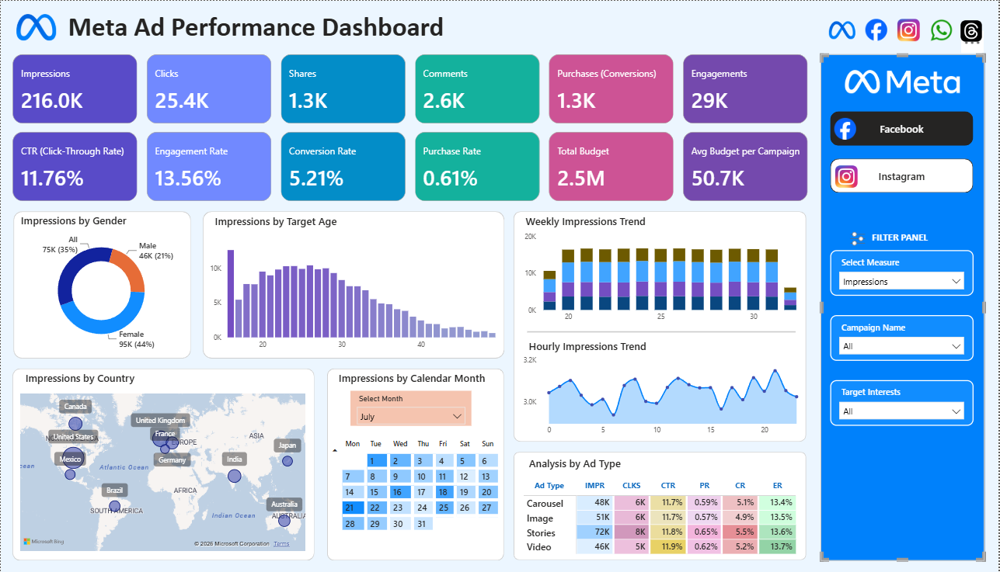 Meta Ad Performance Dashboard
Impressions
216.0K
Clicks
25.4K
Shares
1.3K
Comments
2.6K
Purchases (Conversions)
1.3K
Engagements
29K
CTR (Click-Through Rate)
11.76%
Engagement Rate
13.56%
Conversion Rate
5.21%
Purchase Rate
0.61%
Total Budget
2.5M
Avg Budget per Campaign
50.7K
Meta
Facebook
Instagram
FILTER PANEL
Select Measure
Impressions
Campaign Name
All
Target Interests
All
Impressions by Gender
All
75K (35%)
Male
46K (21%)
Female
95K (44%)
Impressions by Target Age
10K
5K
0K
20 30 40
Weekly Impressions Trend
20K
10K
0K
20 25 30
Hourly Impressions Trend
3.2K
3.0K
0 5 10 15 20
Impressions by Country
Canada
United States
Mexico
Brazil
United Kingdom
France
Germany
India
Japan
Australia
EUROPE
ASIA
AFRICA
SOUTH AMERICA
Atlantic Ocean
Indian Ocean
Microsoft Bing
© 2026 Microsoft Corporation Terms
Impressions by Calendar Month
Select Month
July
Mon Tue Wed Thu Fri Sat Sun
1 2 3 4 5 6
7 8 9 10 11 12 13
14 15 16 17 18 19 20
21 22 23 24 25 26 27
28 29 30 31
Analysis by Ad Type
Ad Type IMPR CLKS CTR PR CR ER
Carousel 48K 6K 11.7% 0.59% 5.1% 13.4%
Image 51K 6K 11.7% 0.57% 4.9% 13.5%
Stories 72K 8K 11.8% 0.65% 5.5% 13.6%
Video 46K 5K 11.9% 0.62% 5.2% 13.7%